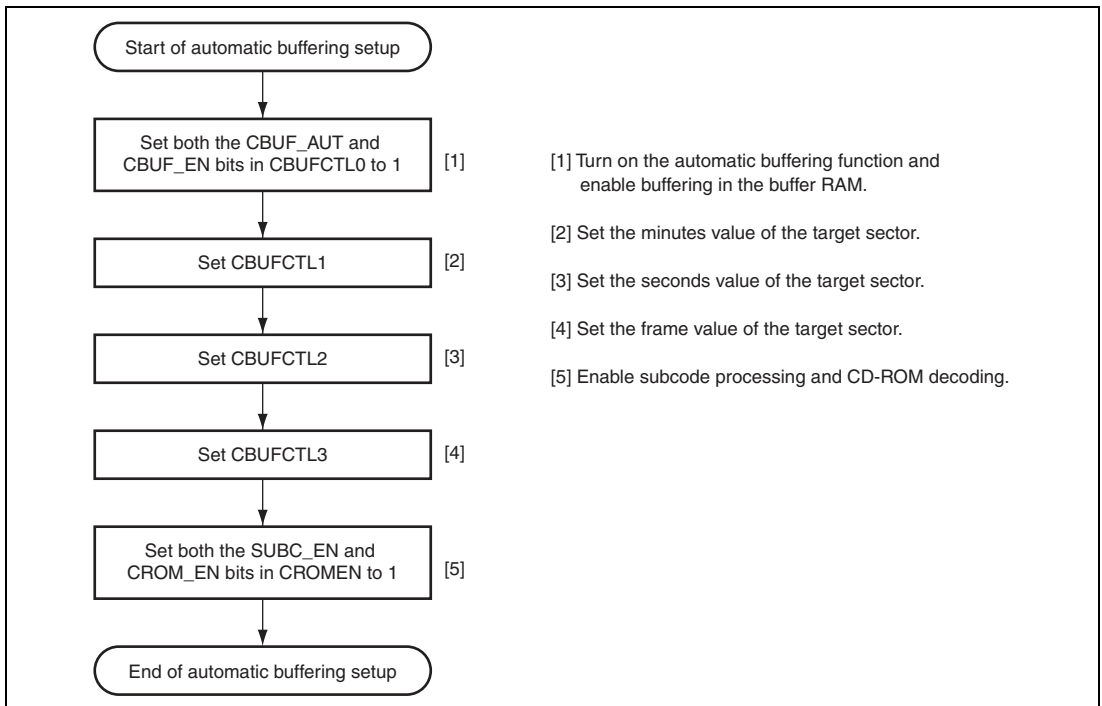 Start of automatic buffering setup
Set both the CBUF_AUT and
CBUF_EN bits in CBUFCTL0 to 1
[1]
Set CBUFCTL1
[2]
Set CBUFCTL2
[3]
Set CBUFCTL3
[4]
Set both the SUBC_EN and
CROM_EN bits in CROMEN to 1
[5]
End of automatic buffering setup
[1] Turn on the automatic buffering function and
enable buffering in the buffer RAM.
[2] Set the minutes value of the target sector.
[3] Set the seconds value of the target sector.
[4] Set the frame value of the target sector.
[5] Enable subcode processing and CD-ROM decoding.